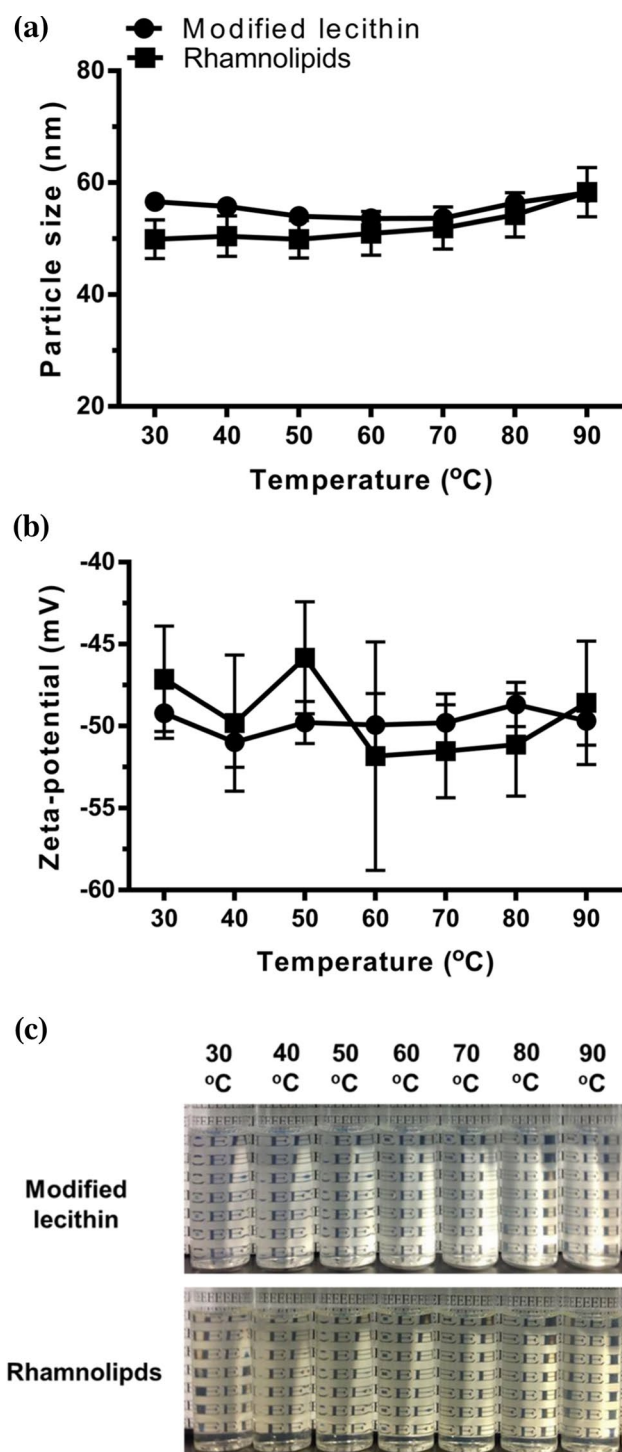 (a)
Modified lecithin
Rhamnolipids
80
60
40
20
Particle size (nm)
30 40 50 60 70 80 90
Temperature (ºC)
(b)
-40
-45
-50
-55
-60
Zeta-potential (mV)
30 40 50 60 70 80 90
Temperature (ºC)
(c)
30 40 50 60 70 80 90
ºC ºC ºC ºC ºC ºC ºC
Modified
lecithin
Rhamnolipds